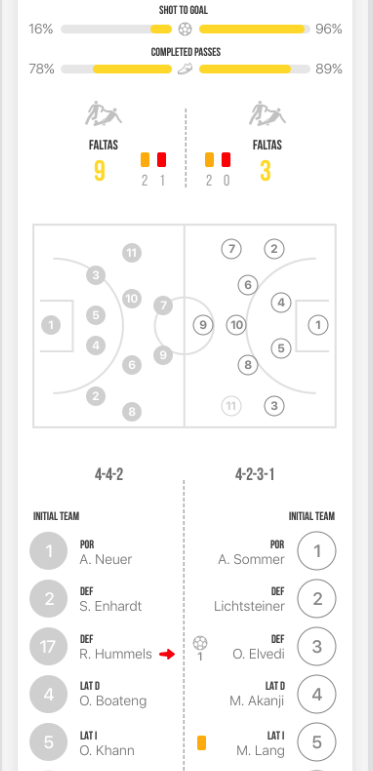 SHOT TO GOAL
16% 96%
COMPLETED PASSES
78% 89%
FALTAS FALTAS
9 2 1 2 0 3
11 7 2
3 6
10 7 4
1 5 9 10 1
4 9 5
6 8
2 11 3
8
4-4-2 4-2-3-1
INITIAL TEAM INITIAL TEAM
1 POR POR 1
A. Neuer A. Sommer
2 DEF DEF 2
S. Enhardt Lichtsteiner
17 DEF DEF 3
R. Hummels 1 O. Elvedi
4 LAT D LAT D 4
O. Boateng M. Akanji
5 LAT I LAT I 5
O. Khann M. Lang